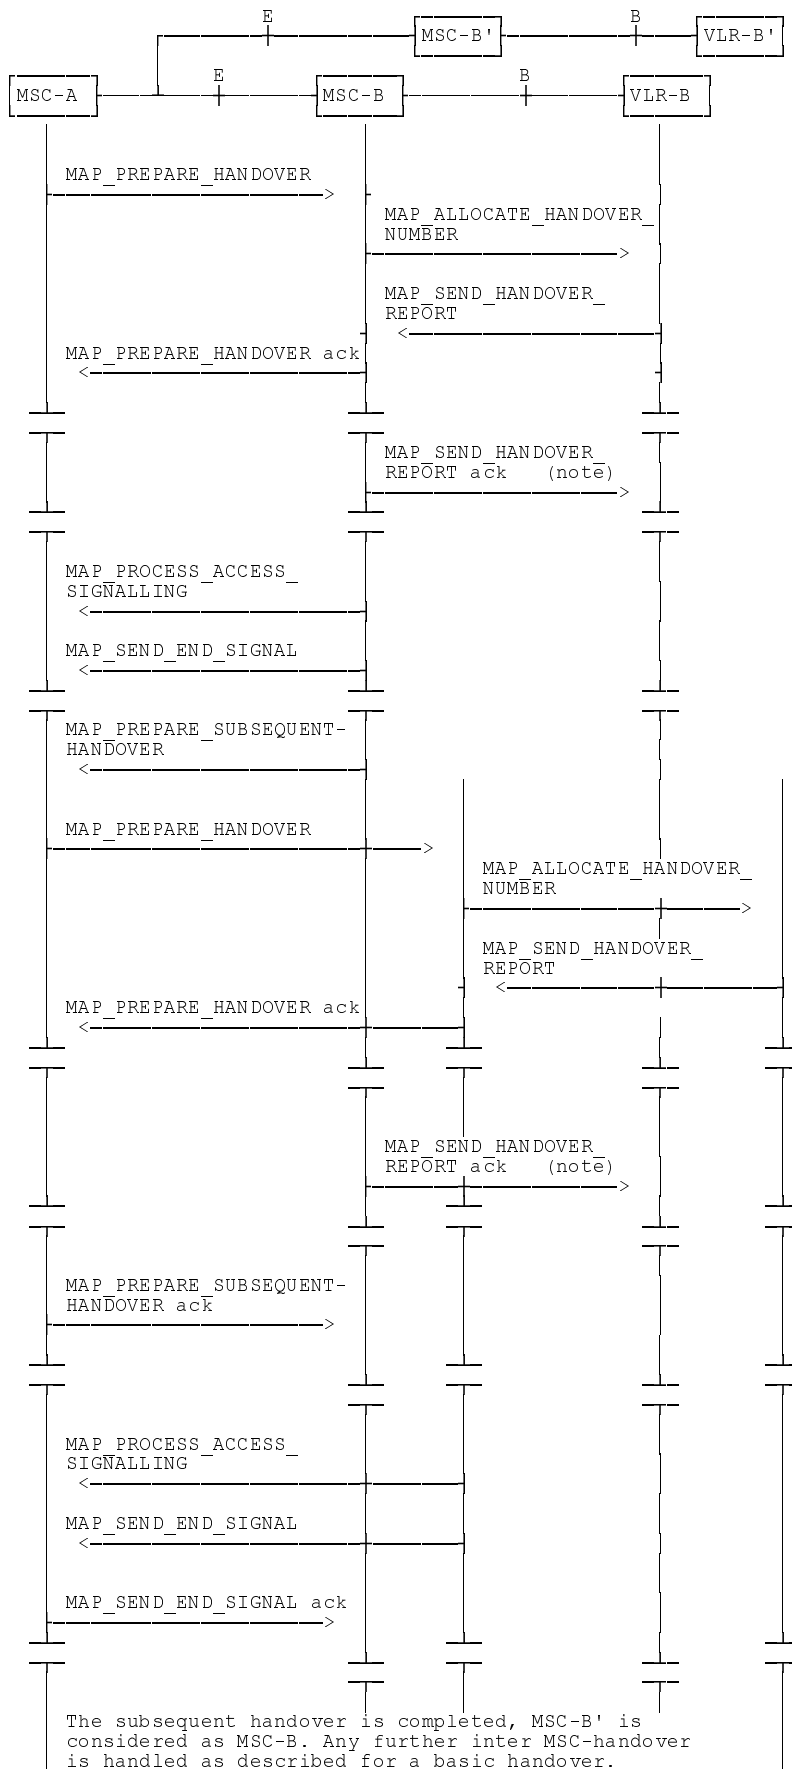 E
B
MSC-B'
VLR-B'
E
B
MSC-A
MSC-B
VLR-B
MAP_PREPARE_HANDOVER
MAP_ALLOCATE_HANDOVER_
NUMBER
MAP_SEND_HANDOVER_
REPORT
MAP_PREPARE_HANDOVER ack
MAP_SEND_HANDOVER_
REPORT ack (note)
MAP_PROCESS_ACCESS_
SIGNALLING
MAP_SEND_END_SIGNAL
MAP_PREPARE_SUBSEQUENT-
HANDOVER
MAP_PREPARE_HANDOVER
MAP_ALLOCATE_HANDOVER_
NUMBER
MAP_SEND_HANDOVER_
REPORT
MAP_PREPARE_HANDOVER ack
MAP_SEND_HANDOVER_
REPORT ack (note)
MAP_PREPARE_SUBSEQUENT-
HANDOVER ack
MAP_PROCESS_ACCESS_
SIGNALLING
MAP_SEND_END_SIGNAL
MAP_SEND_END_SIGNAL ack
The subsequent handover is completed, MSC-B' is
considered as MSC-B. Any further inter MSC-handover
is handled as described for a basic handover.